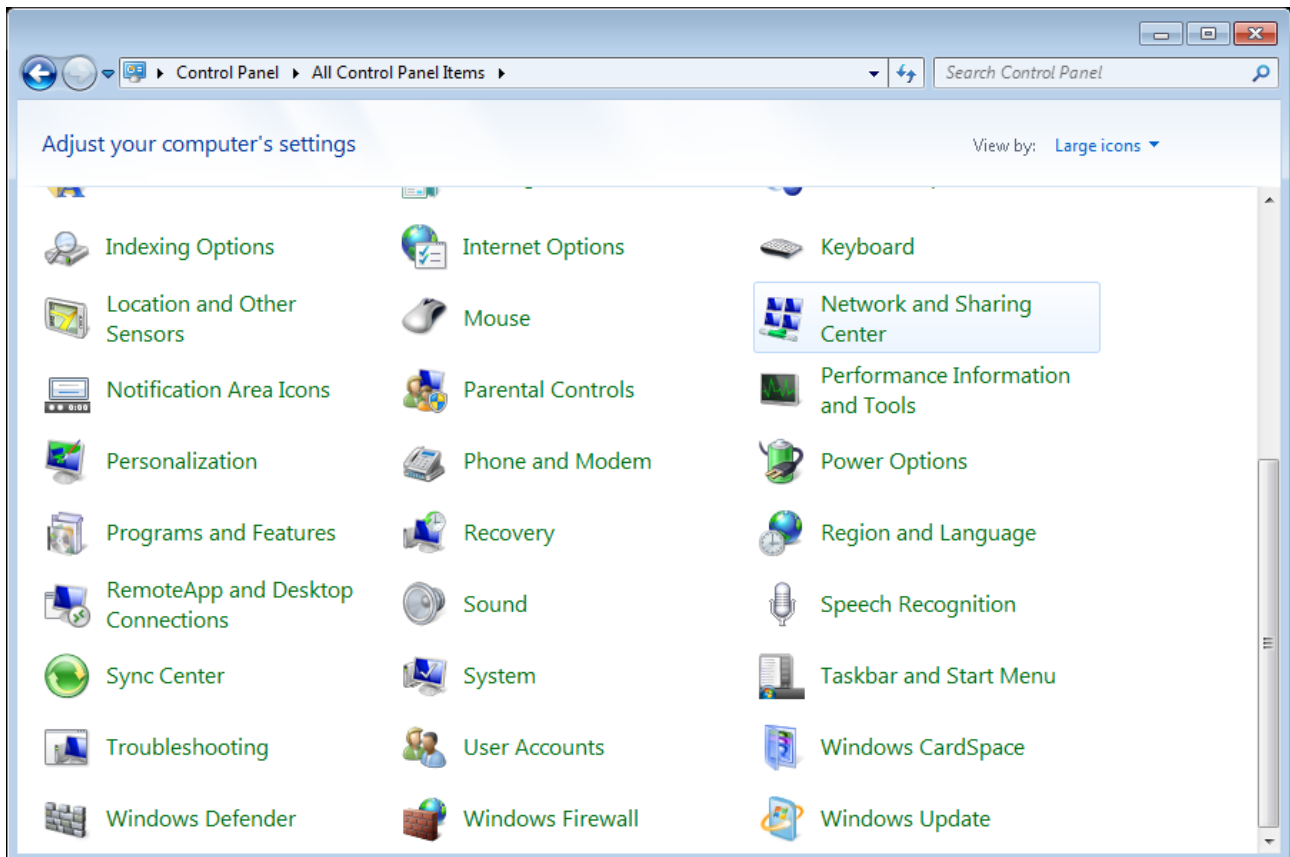 Control Panel ▸ All Control Panel Items ▸
Search Control Panel
Adjust your computer's settings
View by: Large icons
Indexing Options
Internet Options
Keyboard
Location and Other
Sensors
Mouse
Network and Sharing
Center
Notification Area Icons
Parental Controls
Performance Information
and Tools
Personalization
Phone and Modem
Power Options
Programs and Features
Recovery
Region and Language
RemoteApp and Desktop
Connections
Sound
Speech Recognition
Sync Center
System
Taskbar and Start Menu
Troubleshooting
User Accounts
Windows CardSpace
Windows Defender
Windows Firewall
Windows Update